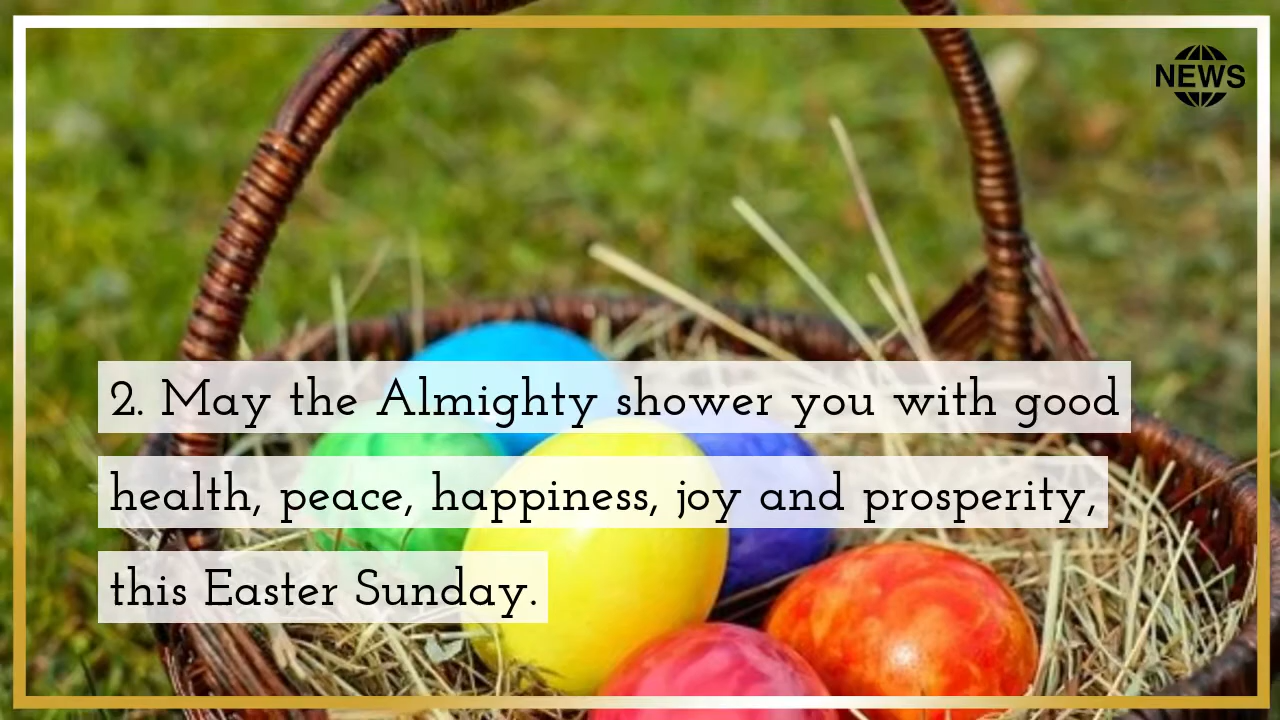 NEWS
2. May the Almighty shower you with good
health, peace, happiness, joy and prosperity,
this Easter Sunday.